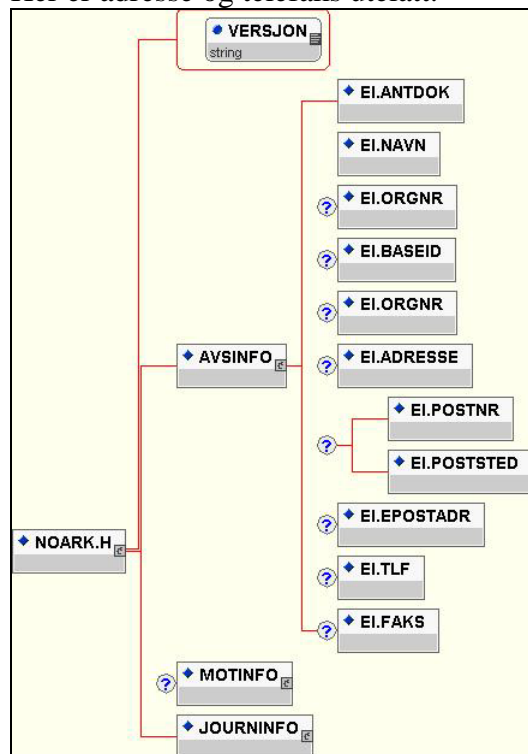 VERSJON
string
EI.ANTDOK
EI.NAVN
? EI.ORGNR
? EI.BASEID
? EI.ORGNR
AVSINFO
? EI.ADRESSE
EI.POSTNR
?
EI.POSTSTED
? EI.EPOSTADR
NOARK.H
? EI.TLF
? EI.FAKS
? MOTINFO
JOURNINFO